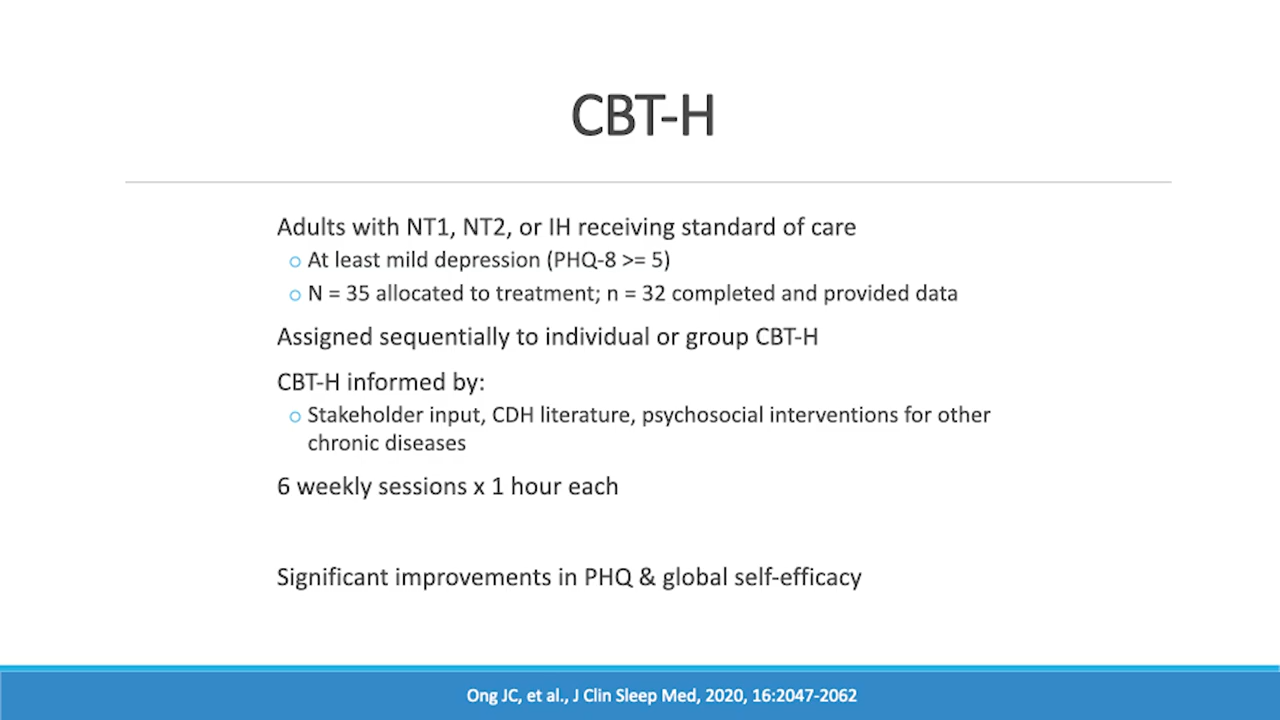 CBT-H
Adults with NT1, NT2, or IH receiving standard of care
o At least mild depression (PHQ-8 >= 5)
o N = 35 allocated to treatment; n = 32 completed and provided data
Assigned sequentially to individual or group CBT-H
CBT-H informed by:
o Stakeholder input, CDH literature, psychosocial interventions for other
chronic diseases
6 weekly sessions x 1 hour each
Significant improvements in PHQ & global self-efficacy
Ong JC, et al., J Clin Sleep Med, 2020, 16:2047-2062